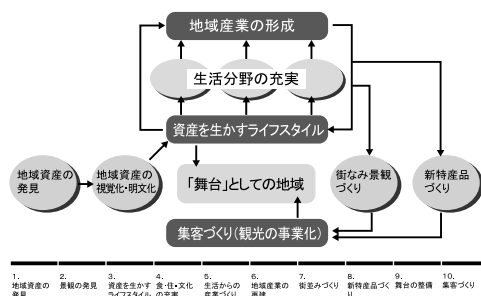 地域産業の形成
生活分野の充実
資産を生かすライフスタイル
地域資産の
発見
地域資産の
視覚化・明文化
「舞台」としての地域
街なみ景観
づくり
新特産品
づくり
集客づくり(観光の事業化)
1.
地域資産の
発見
2.
景観の発見
3.
資産を生かす
ライフスタイル
4.
食・住・文化
の充実
5.
生活からの
産業づくり
6.
地域産業の
再建
7.
街並みづくり
8.
新特産品づく
り
9.
舞台の整備
10.
集客づくり